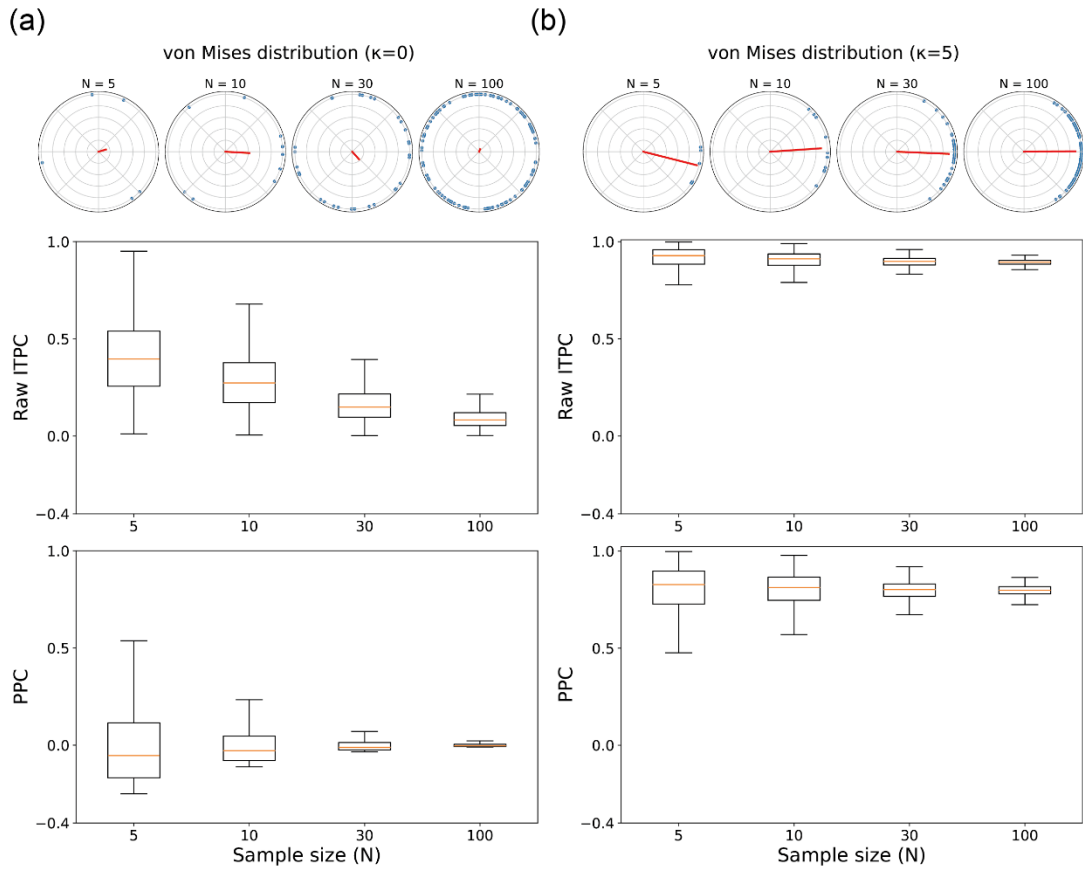 (a)
von Mises distribution (κ=0)
N = 5 N = 10 N = 30 N = 100
1.0
0.5
0.0
−0.4
Raw ITPC
5 10 30 100
1.0
0.5
0.0
−0.4
PPC
5 10 30 100
Sample size (N)
(b)
von Mises distribution (κ=5)
N = 5 N = 10 N = 30 N = 100
1.0
0.5
0.0
−0.4
Raw ITPC
5 10 30 100
1.0
0.5
0.0
−0.4
PPC
5 10 30 100
Sample size (N)